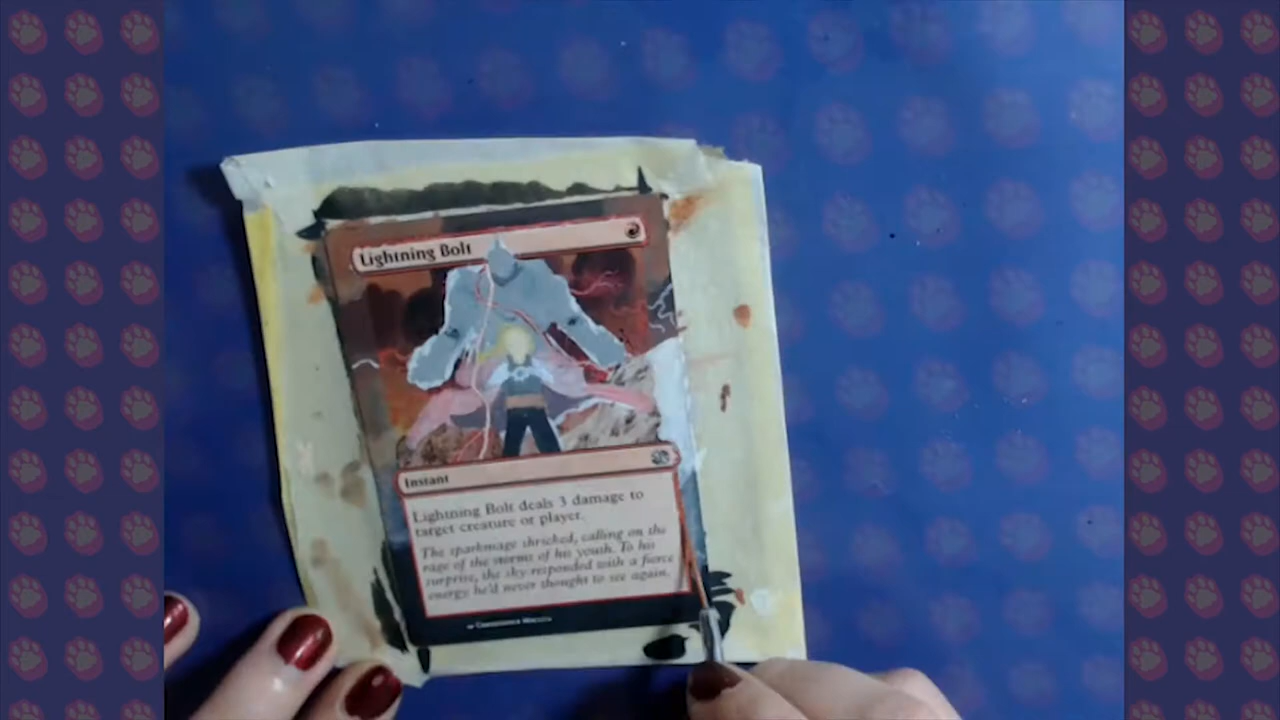 Lightning Bolt
Instant
Lightning Bolt deals 3 damage to
target creature or player.
The sparkmage shrieked, calling on the
rage of the storms of his youth. To his
surprise, the sky responded with a fierce
energy he'd never thought to see again.